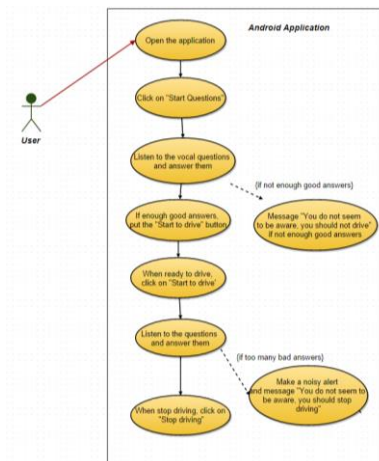 Android Application
Open the application
Click on "Start Questions"
User
Listen to the vocal questions
and answer them
(if not enough good answers)
If enough good answers,
put the "Start to drive" button
Message "You do not seem
to be aware, you should not drive"
if not enough good answers
When ready to drive,
click on "Start to drive"
Listen to the questions
and answer them
(if too many bad answers)
Make a noisy alert
and message "You do not seem to
be aware, you should stop
driving"
When stop driving, click on
"Stop driving"